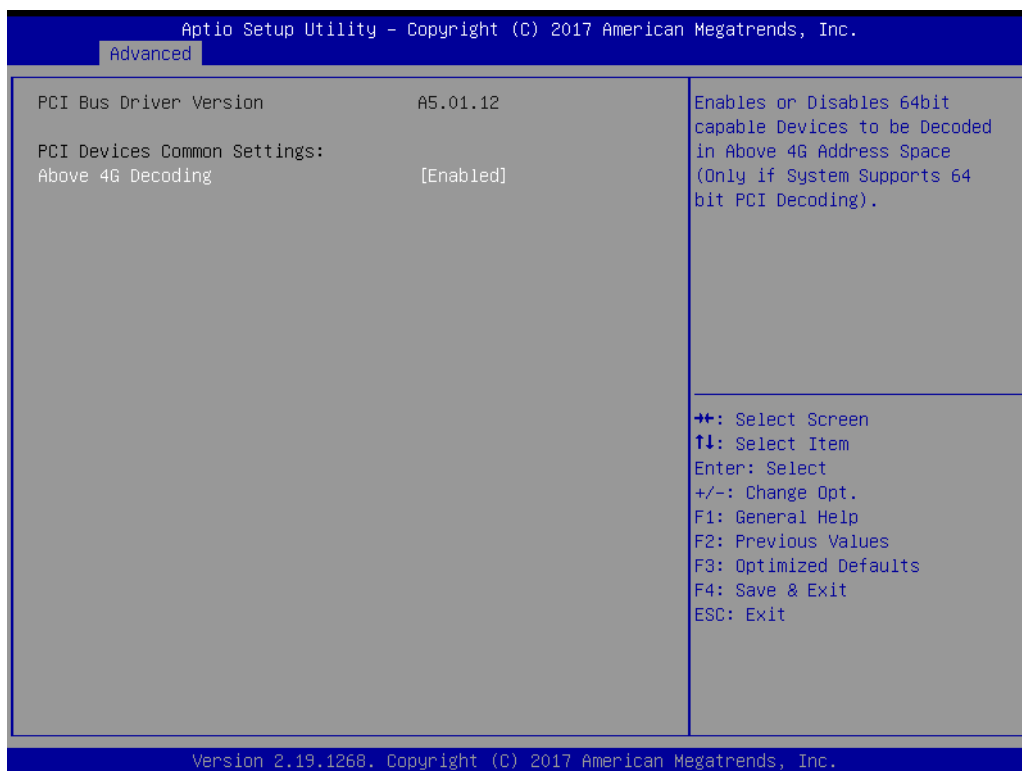 Aptio Setup Utility – Copyright (C) 2017 American Megatrends, Inc.
Advanced
PCI Bus Driver Version A5.01.12
PCI Devices Common Settings:
Above 4G Decoding [Enabled]
Enables or Disables 64bit
capable Devices to be Decoded
in Above 4G Address Space
(Only if System Supports 64
bit PCI Decoding).
→←: Select Screen
↑↓: Select Item
Enter: Select
+/-: Change Opt.
F1: General Help
F2: Previous Values
F3: Optimized Defaults
F4: Save & Exit
ESC: Exit
Version 2.19.1268. Copyright (C) 2017 American Megatrends, Inc.